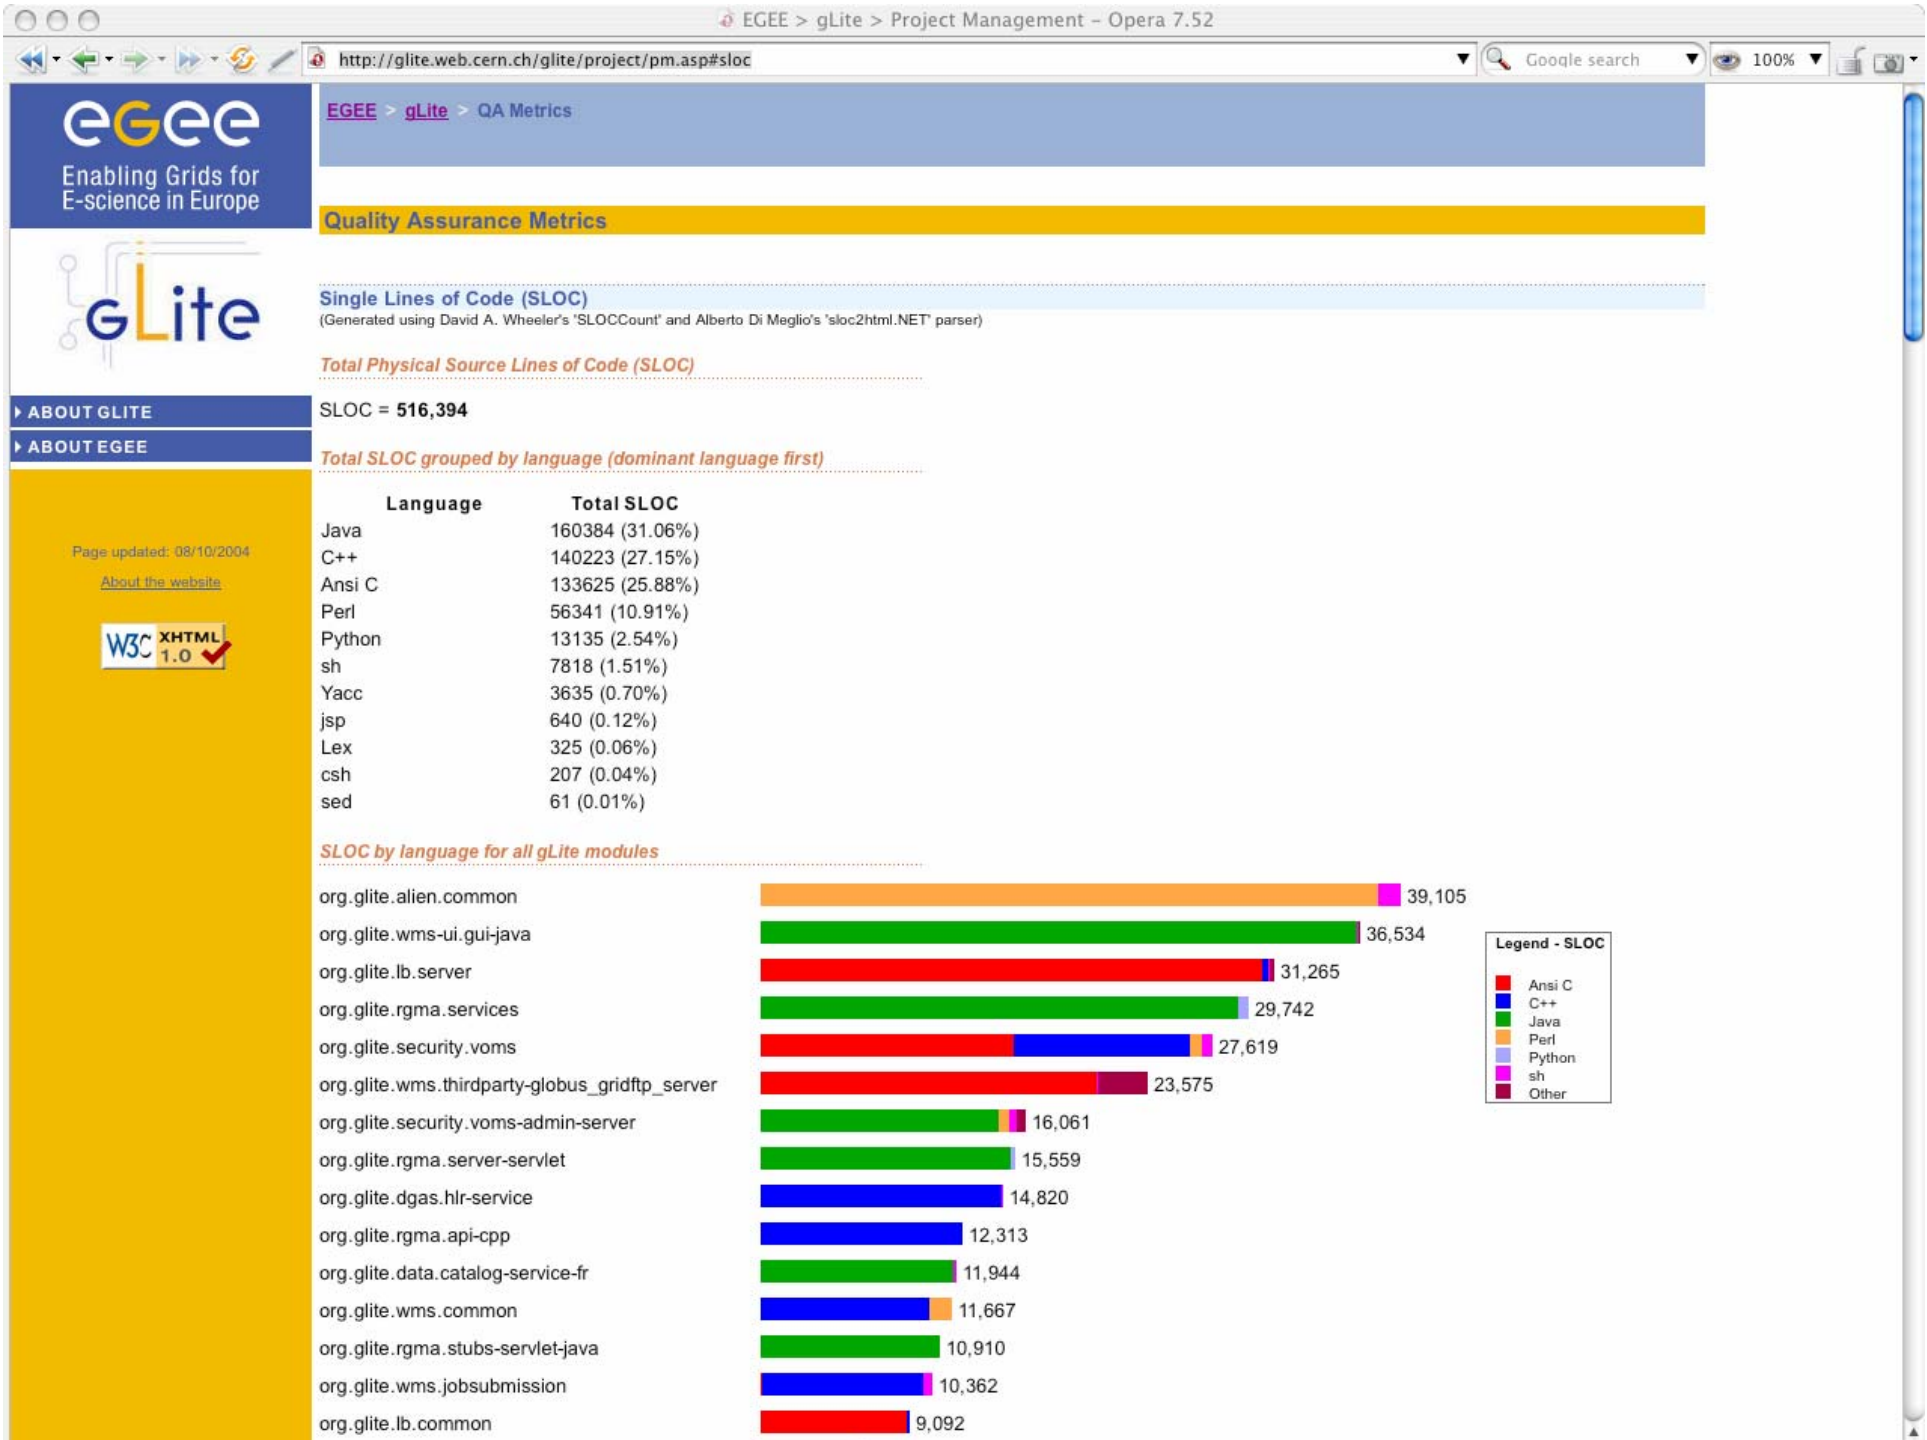 EGEE > gLite > Project Management – Opera 7.52
http://glite.web.cern.ch/glite/project/pm.asp#sloc
Google search
100%
egee
Enabling Grids for
E-science in Europe
gLite
ABOUT GLITE
ABOUT EGEE
Page updated: 08/10/2004
About the website
W3C XHTML
1.0
EGEE > gLite > QA Metrics
Quality Assurance Metrics
Single Lines of Code (SLOC)
(Generated using David A. Wheeler's 'SLOCCount' and Alberto Di Meglio's 'sloc2html.NET' parser)
Total Physical Source Lines of Code (SLOC)
SLOC = 516,394
Total SLOC grouped by language (dominant language first)
Language Total SLOC
Java 160384 (31.06%)
C++ 140223 (27.15%)
Ansi C 133625 (25.88%)
Perl 56341 (10.91%)
Python 13135 (2.54%)
sh 7818 (1.51%)
Yacc 3635 (0.70%)
jsp 640 (0.12%)
Lex 325 (0.06%)
csh 207 (0.04%)
sed 61 (0.01%)
SLOC by language for all gLite modules
org.glite.alien.common 39,105
org.glite.wms-ui.gui-java 36,534
org.glite.lb.server 31,265
org.glite.rgma.services 29,742
org.glite.security.voms 27,619
org.glite.wms.thirdparty-globus_gridftp_server 23,575
org.glite.security.voms-admin-server 16,061
org.glite.rgma.server-servlet 15,559
org.glite.dgas.hlr-service 14,820
org.glite.rgma.api-cpp 12,313
org.glite.data.catalog-service-fr 11,944
org.glite.wms.common 11,667
org.glite.rgma.stubs-servlet-java 10,910
org.glite.wms.jobsubmission 10,362
org.glite.lb.common 9,092
Legend - SLOC
Ansi C
C++
Java
Perl
Python
sh
Other